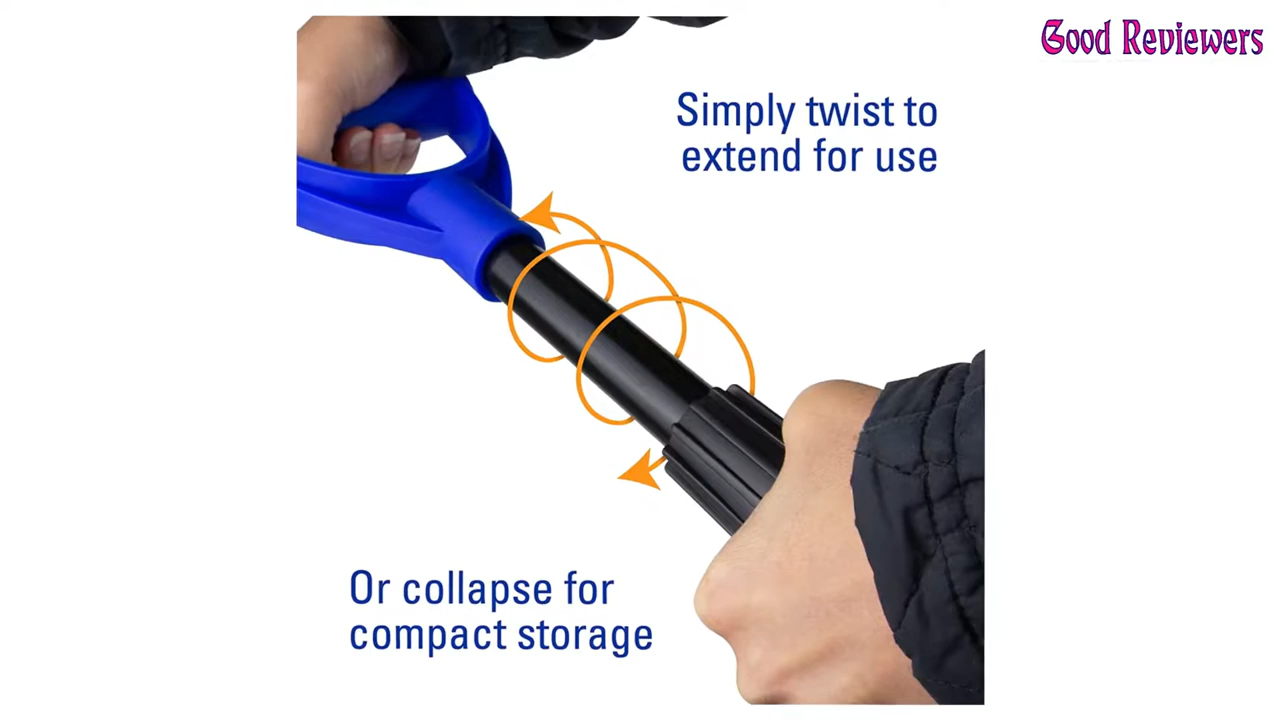 Good Reviewers
Simply twist to
extend for use
Or collapse for
compact storage